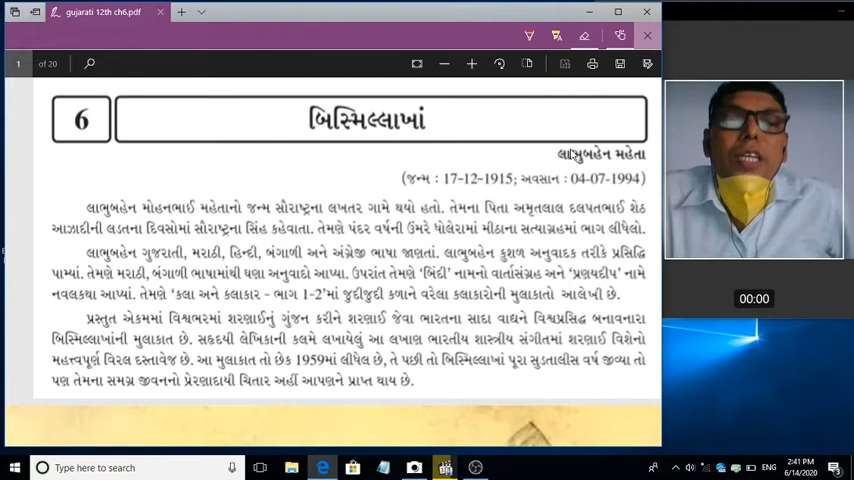 gujarati 12th ch6.pdf
1 of 20
6
બિસ્મિલ્લાખાં
લાભુબહેન મહેતા
(જન્મ : 17-12-1915; અવસાન : 04-07-1994)
લાભુબહેન મોહનભાઈ મહેતાનો જન્મ સૌરાષ્ટ્રના લખતર ગામે થયો હતો. તેમના પિતા અમૃતલાલ દલપતભાઈ શેઠ
આઝાદીની લડતના દિવસોમાં સૌરાષ્ટ્રના સિંહ કહેવાતા. તેમણે પંદર વર્ષની ઉંમરે ધોલેરામાં મીઠાના સત્યાગ્રહમાં ભાગ લીધેલો.
લાભુબહેન ગુજરાતી, મરાઠી, હિન્દી, બંગાળી અને અંગ્રેજી ભાષા જાણતાં. લાભુબહેન કુશળ અનુવાદક તરીકે પ્રસિદ્ધિ
પામ્યાં. તેમણે મરાઠી, બંગાળી ભાષામાંથી ઘણા અનુવાદો આપ્યા. ઉપરાંત તેમણે 'બિંદી' નામનો વાર્તાસંગ્રહ અને 'પ્રણયદીપ' નામે
નવલકથા આપ્યાં. તેમણે 'કલા અને કલાકાર - ભાગ 1-2'માં જુદીજુદી કળાને વરેલા કલાકારોની મુલાકાતો આલેખી છે.
પ્રસ્તુત એકમમાં વિશ્વભરમાં શરણાઈનું ગુંજન કરીને શરણાઈ જેવા ભારતના સાદા વાદ્યને વિશ્વપ્રસિદ્ધ બનાવનારા
બિસ્મિલ્લાખાંની મુલાકાત છે. સહૃદયી લેખિકાની કલમે લખાયેલું આ લખાણ ભારતીય શાસ્ત્રીય સંગીતમાં શરણાઈ વિશેનો
મહત્ત્વપૂર્ણ વિરલ દસ્તાવેજ છે. આ મુલાકાત તો છેક 1959માં લીધેલ છે, તે પછી તો બિસ્મિલ્લાખાં પૂરા સુડતાલીસ વર્ષ જીવ્યા તો
પણ તેમના સમગ્ર જીવનનો પ્રેરણાદાયી ચિતાર અહીં આપણને પ્રાપ્ત થાય છે.
00:00
Type here to search
ENG
2:41 PM
6/14/2020
3